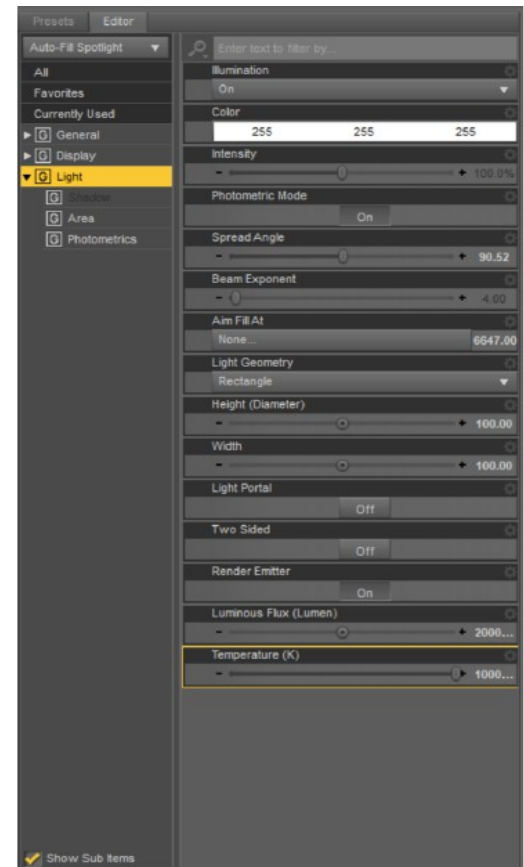 Presets Editor
Auto-Fill Spotlight
All
Favorites
Currently Used
G General
G Display
G Light
G Shadow
G Area
G Photometrics
Show Sub Items
Enter text to filter by...
Illumination
On
Color
255 255 255
Intensity
- + 100.0%
Photometric Mode
On
Spread Angle
- + 90.52
Beam Exponent
- + 4.00
Aim Fill At
None... 6647.00
Light Geometry
Rectangle
Height (Diameter)
- + 100.00
Width
- + 100.00
Light Portal
Off
Two Sided
Off
Render Emitter
On
Luminous Flux (Lumen)
- + 2000...
Temperature (K)
- + 1000...